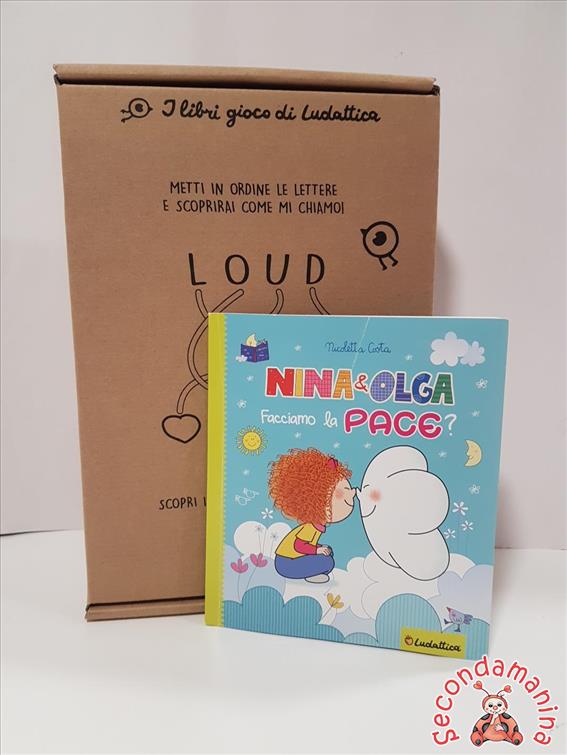 I libri gioco di Ludattica
METTI IN ORDINE LE LETTERE
E SCOPRIRAI COME MI CHIAMO!
LOUD
SCOPRI
Nicoletta Costa
NINA & OLGA
Facciamo la PACE?
Ludattica
Secondamanina